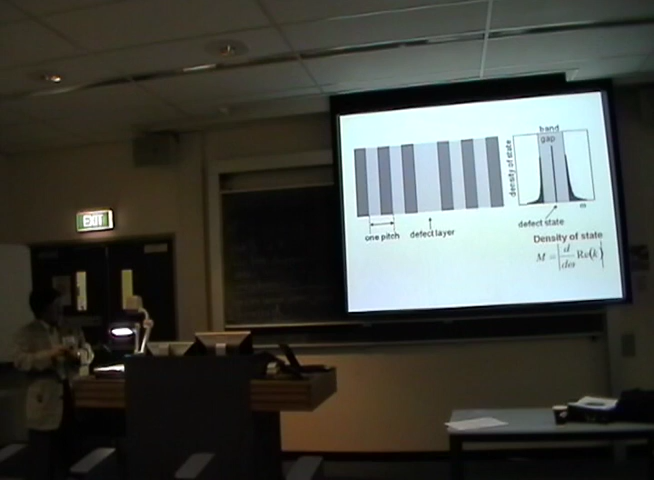 EXIT
band
gap
density of state
one pitch
defect layer
defect state
Density of state
M = | d/dω Re(k) |